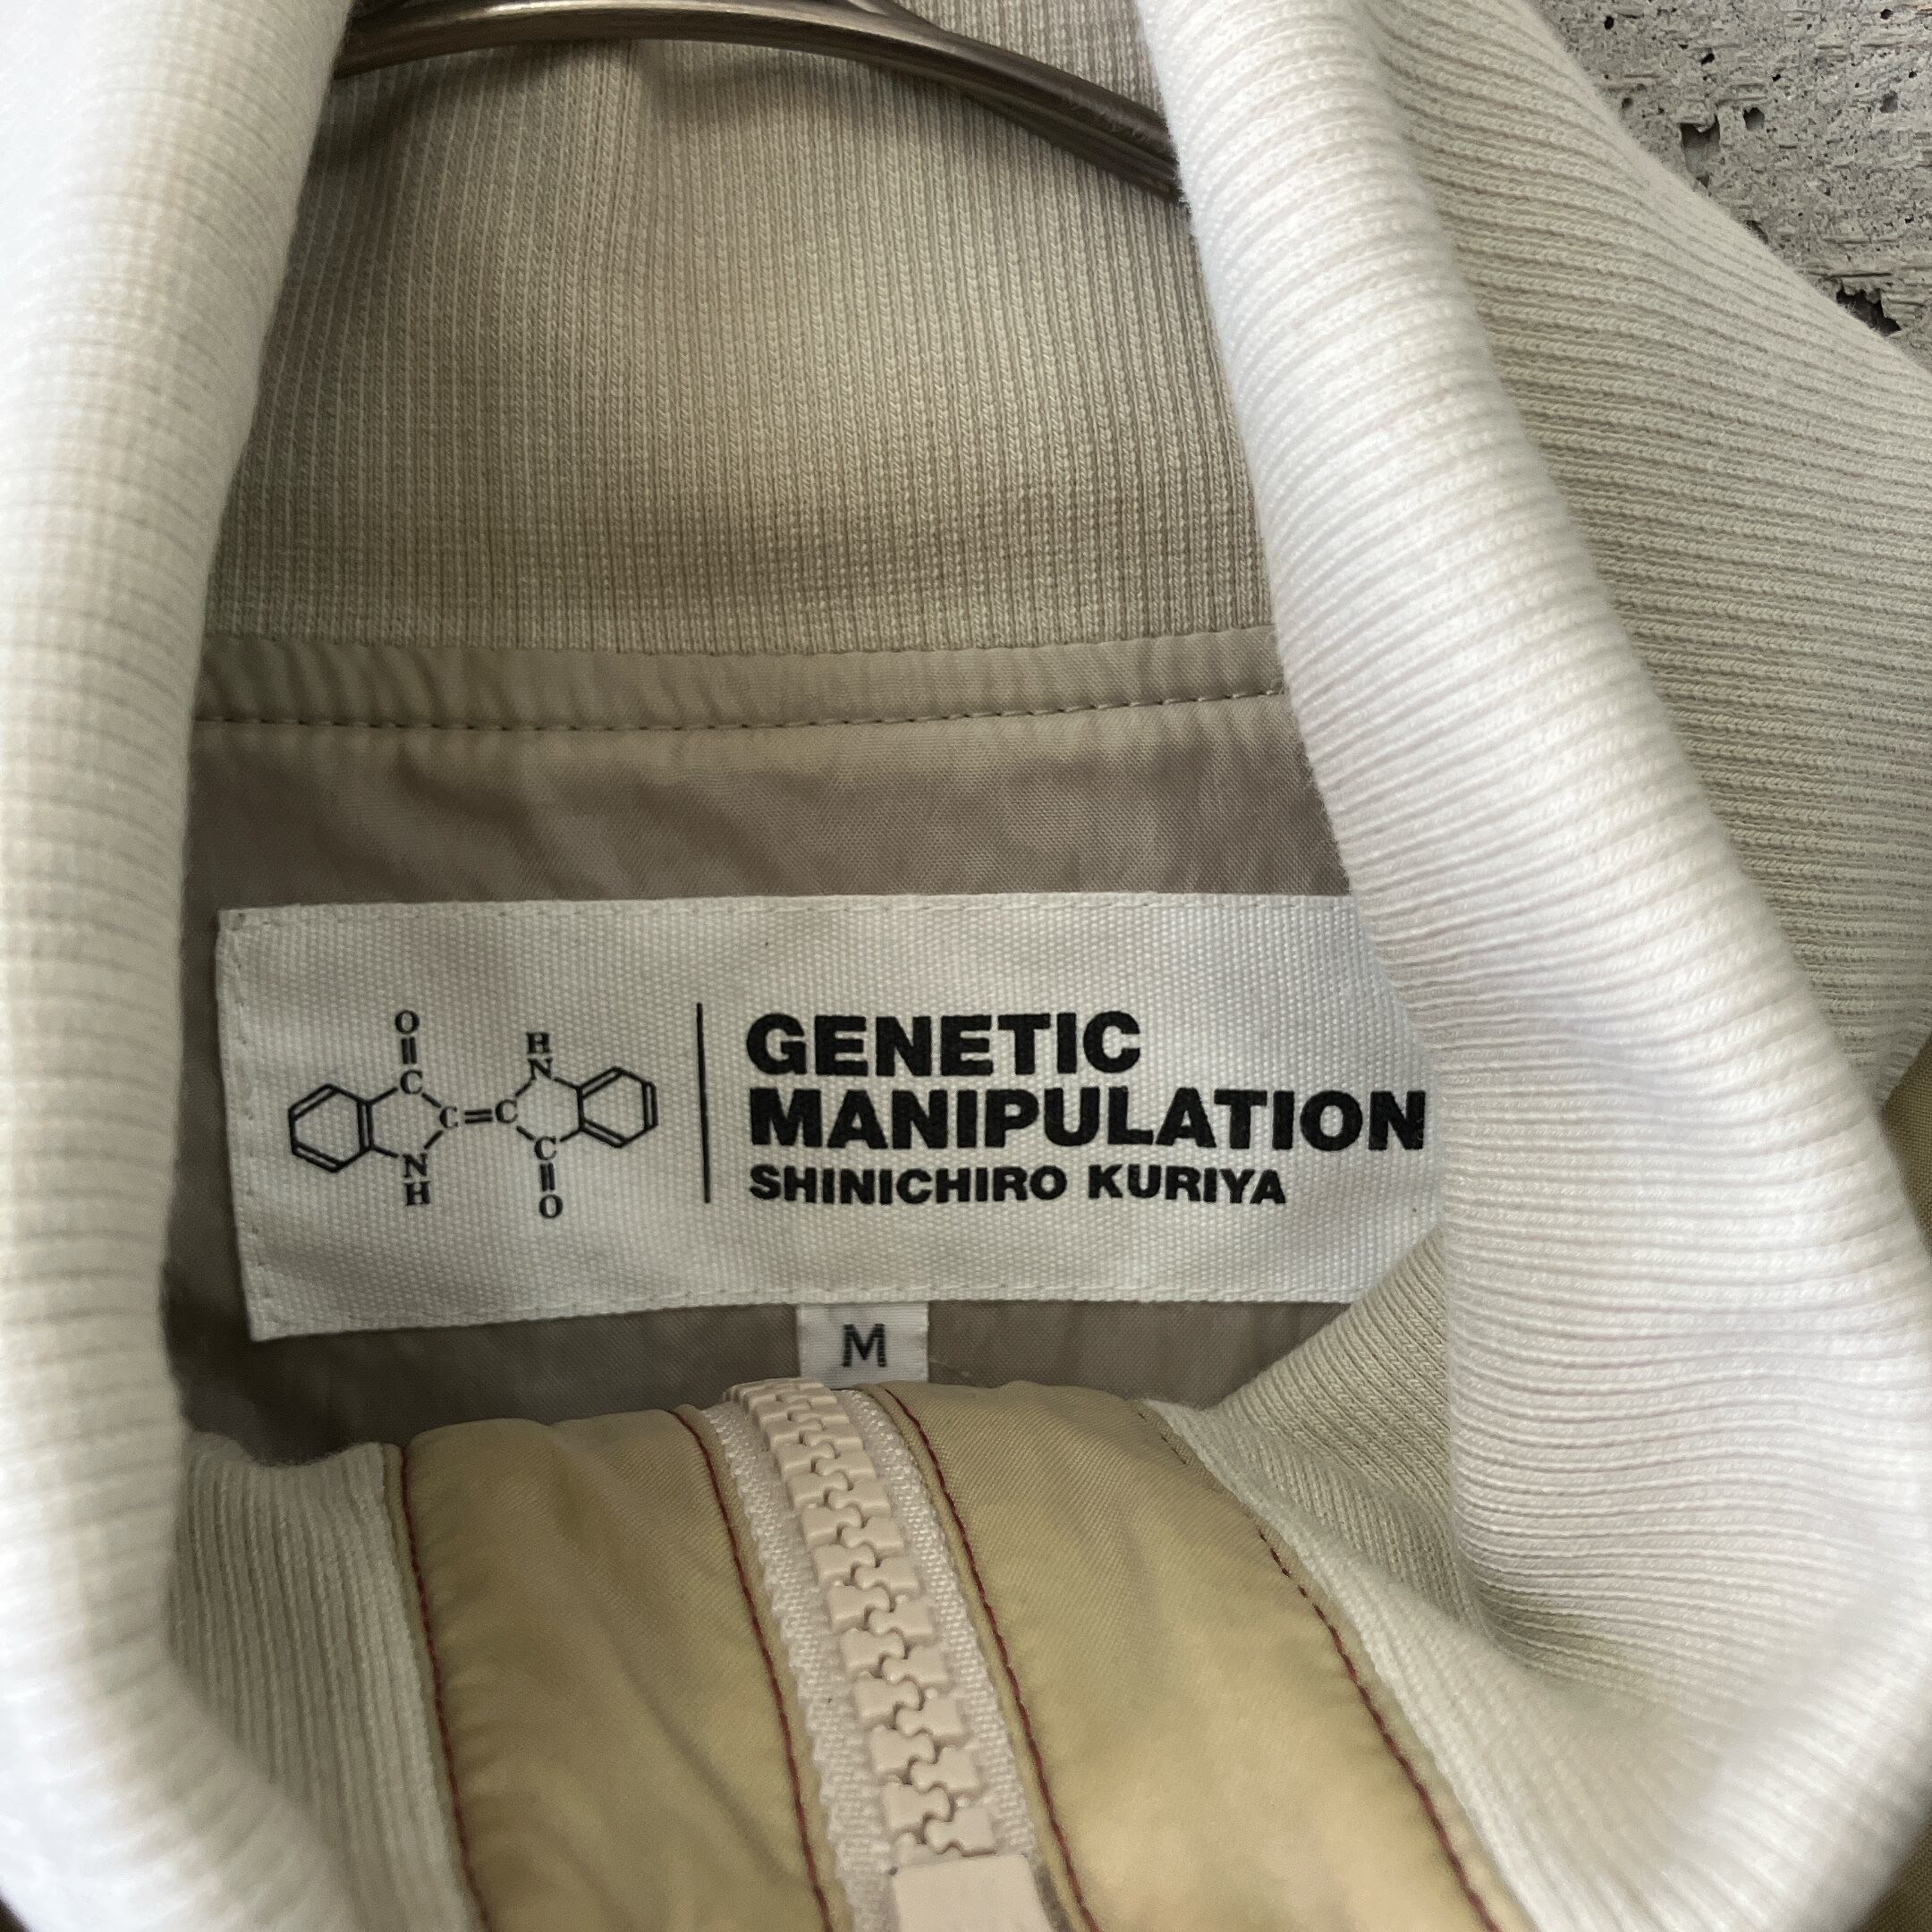 O
C
H
N
C=C
N
H
C
O
GENETIC
MANIPULATION
SHINICHIRO KURIYA
M